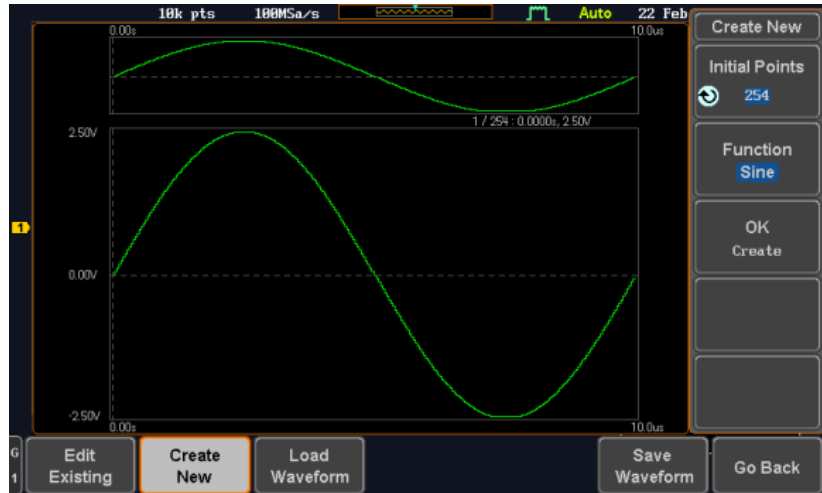 10k pts 100MSa/s Auto 22 Feb
0.00s 10.0us
1 / 254 : 0.0000s, 2.50V
2.50V
1
0.00V
-2.50V
0.00s 10.0us
Create New
Initial Points
254
Function
Sine
OK
Create
G
1
Edit
Existing
Create
New
Load
Waveform
Save
Waveform
Go Back